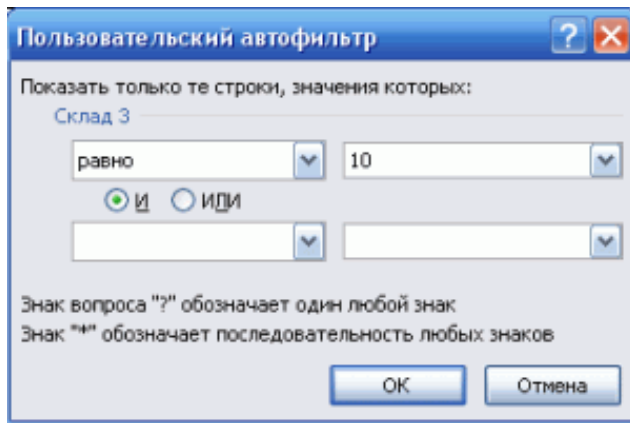 Пользовательский автофильтр
Показать только те строки, значения которых:
Склад 3
равно 10
И ИЛИ
Знак вопроса "?" обозначает один любой знак
Знак "*" обозначает последовательность любых знаков
ОК Отмена